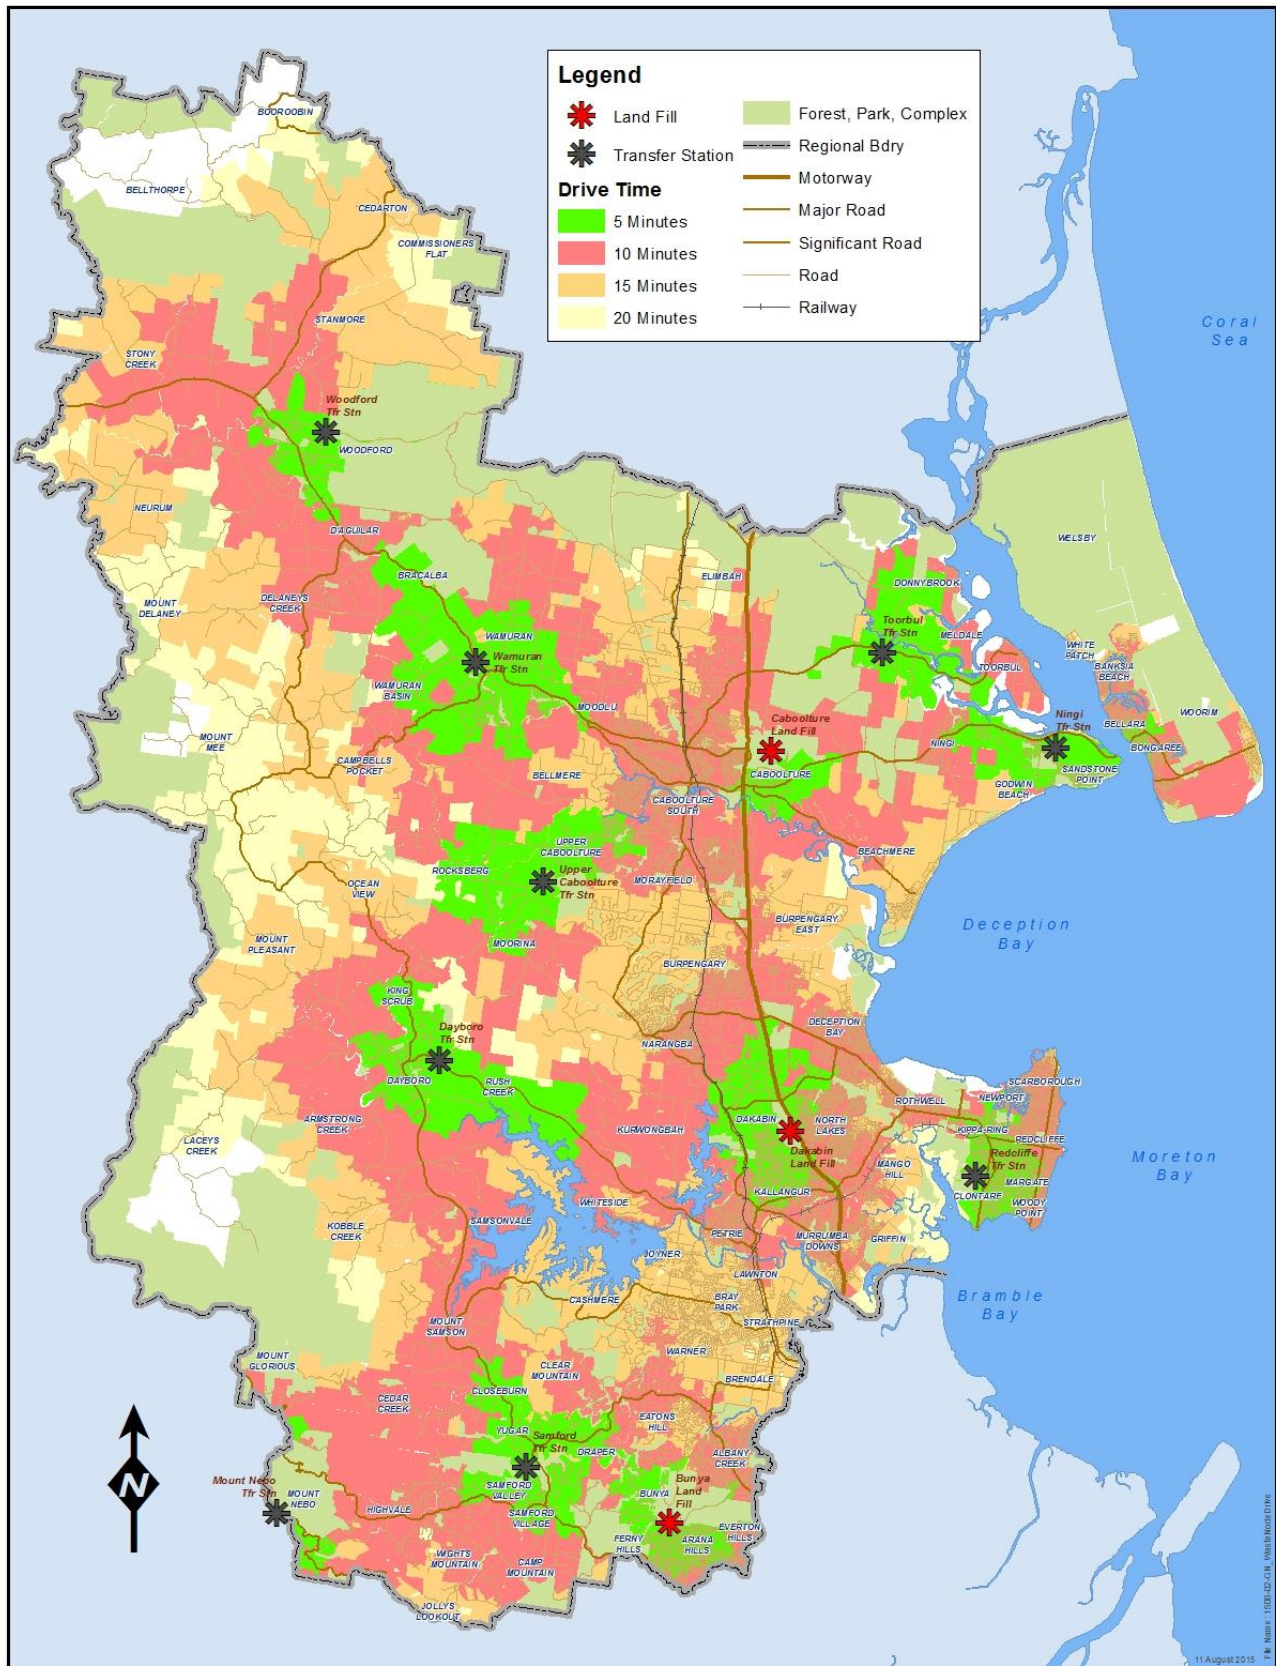 Legend
Land Fill
Transfer Station
Drive Time
5 Minutes
10 Minutes
15 Minutes
20 Minutes
Forest, Park, Complex
Regional Bdry
Motorway
Major Road
Significant Road
Road
Railway
BOOROOBIN
BELLTHORPE
CEDARTON
COMMISSIONERS
FLAT
STANMORE
STONY
CREEK
Woodford
Tfr Stn
WOODFORD
NEURUM
D'AGUILAR
BRACALBA
MOUNT
DELANEY
DELANEYS
CREEK
WAMURAN
Wamuran
Tfr Stn
WAMURAN
BASIN
MOODLU
ELIMBAH
DONNYBROOK
Toorbul
Tfr Stn
MELDALE
TOORBUL
WELSBY
WHITE
PATCH
BANKSIA
BEACH
WOORIM
BELLARA
BONGAREE
Coral
Sea
Ningi
Tfr Stn
NINGI
SANDSTONE
POINT
GODWIN
BEACH
Caboolture
Land Fill
CABOOLTURE
MOUNT
MEE
CAMPBELLS
POCKET
BELLMERE
CABOOLTURE
SOUTH
BEACHMERE
UPPER
CABOOLTURE
Upper
Caboolture
Tfr Stn
ROCKSBERG
MORAYFIELD
OCEAN
VIEW
MOUNT
PLEASANT
MOORINA
BURPENGARY
EAST
BURPENGARY
Deception
Bay
KING
SCRUB
DECEPTION
BAY
Dayboro
Tfr Stn
NARANGBA
DAYBORO
RUSH
CREEK
ARMSTRONG
CREEK
KURWONGBAH
DAKABIN
NORTH
LAKES
Dakabin
Land Fill
ROTHWELL
SCARBOROUGH
NEWPORT
KIPPA-RING
REDCLIFFE
Redcliffe
Tfr Stn
MARGATE
CLONTARF
WOODY
POINT
Moreton
Bay
LACEYS
CREEK
MANGO
HILL
KALLANGUR
WHITESIDE
SAMSONVALE
KOBBLE
CREEK
PETRIE
MURRUMBA
DOWNS
GRIFFIN
JOYNER
LAWNTON
Bramble
Bay
CASHMERE
BRAY
PARK
STRATHPINE
MOUNT
SAMSON
WARNER
MOUNT
GLORIOUS
CLEAR
MOUNTAIN
BRENDALE
CLOSEBURN
CEDAR
CREEK
EATONS
HILL
YUGAR
Samford
Tfr Stn
DRAPER
ALBANY
CREEK
Mount Nebo
Tfr Stn
MOUNT
NEBO
SAMFORD
VALLEY
BUNYA
Bunya
Land
Fill
HIGHVALE
SAMFORD
VILLAGE
EVERTON
HILLS
FERNY
HILLS
ARANA
HILLS
WIGHTS
MOUNTAIN
CAMP
MOUNTAIN
JOLLYS
LOOKOUT
N
11 August 2015
File Name : 1508-02-GN_WasteNodeDrive